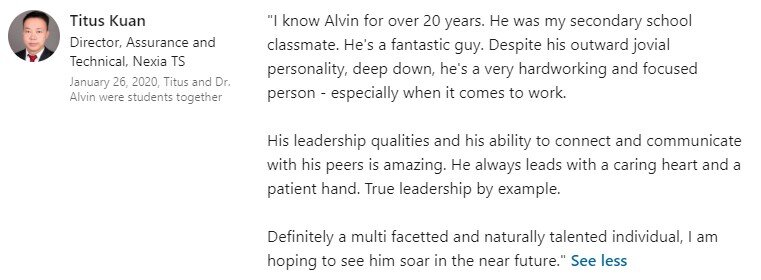 Titus Kuan
Director, Assurance and
Technical, Nexia TS
January 26, 2020, Titus and Dr.
Alvin were students together
"I know Alvin for over 20 years. He was my secondary school
classmate. He's a fantastic guy. Despite his outward jovial
personality, deep down, he's a very hardworking and focused
person - especially when it comes to work.
His leadership qualities and his ability to connect and communicate
with his peers is amazing. He always leads with a caring heart and a
patient hand. True leadership by example.
Definitely a multi facetted and naturally talented individual, I am
hoping to see him soar in the near future." See less